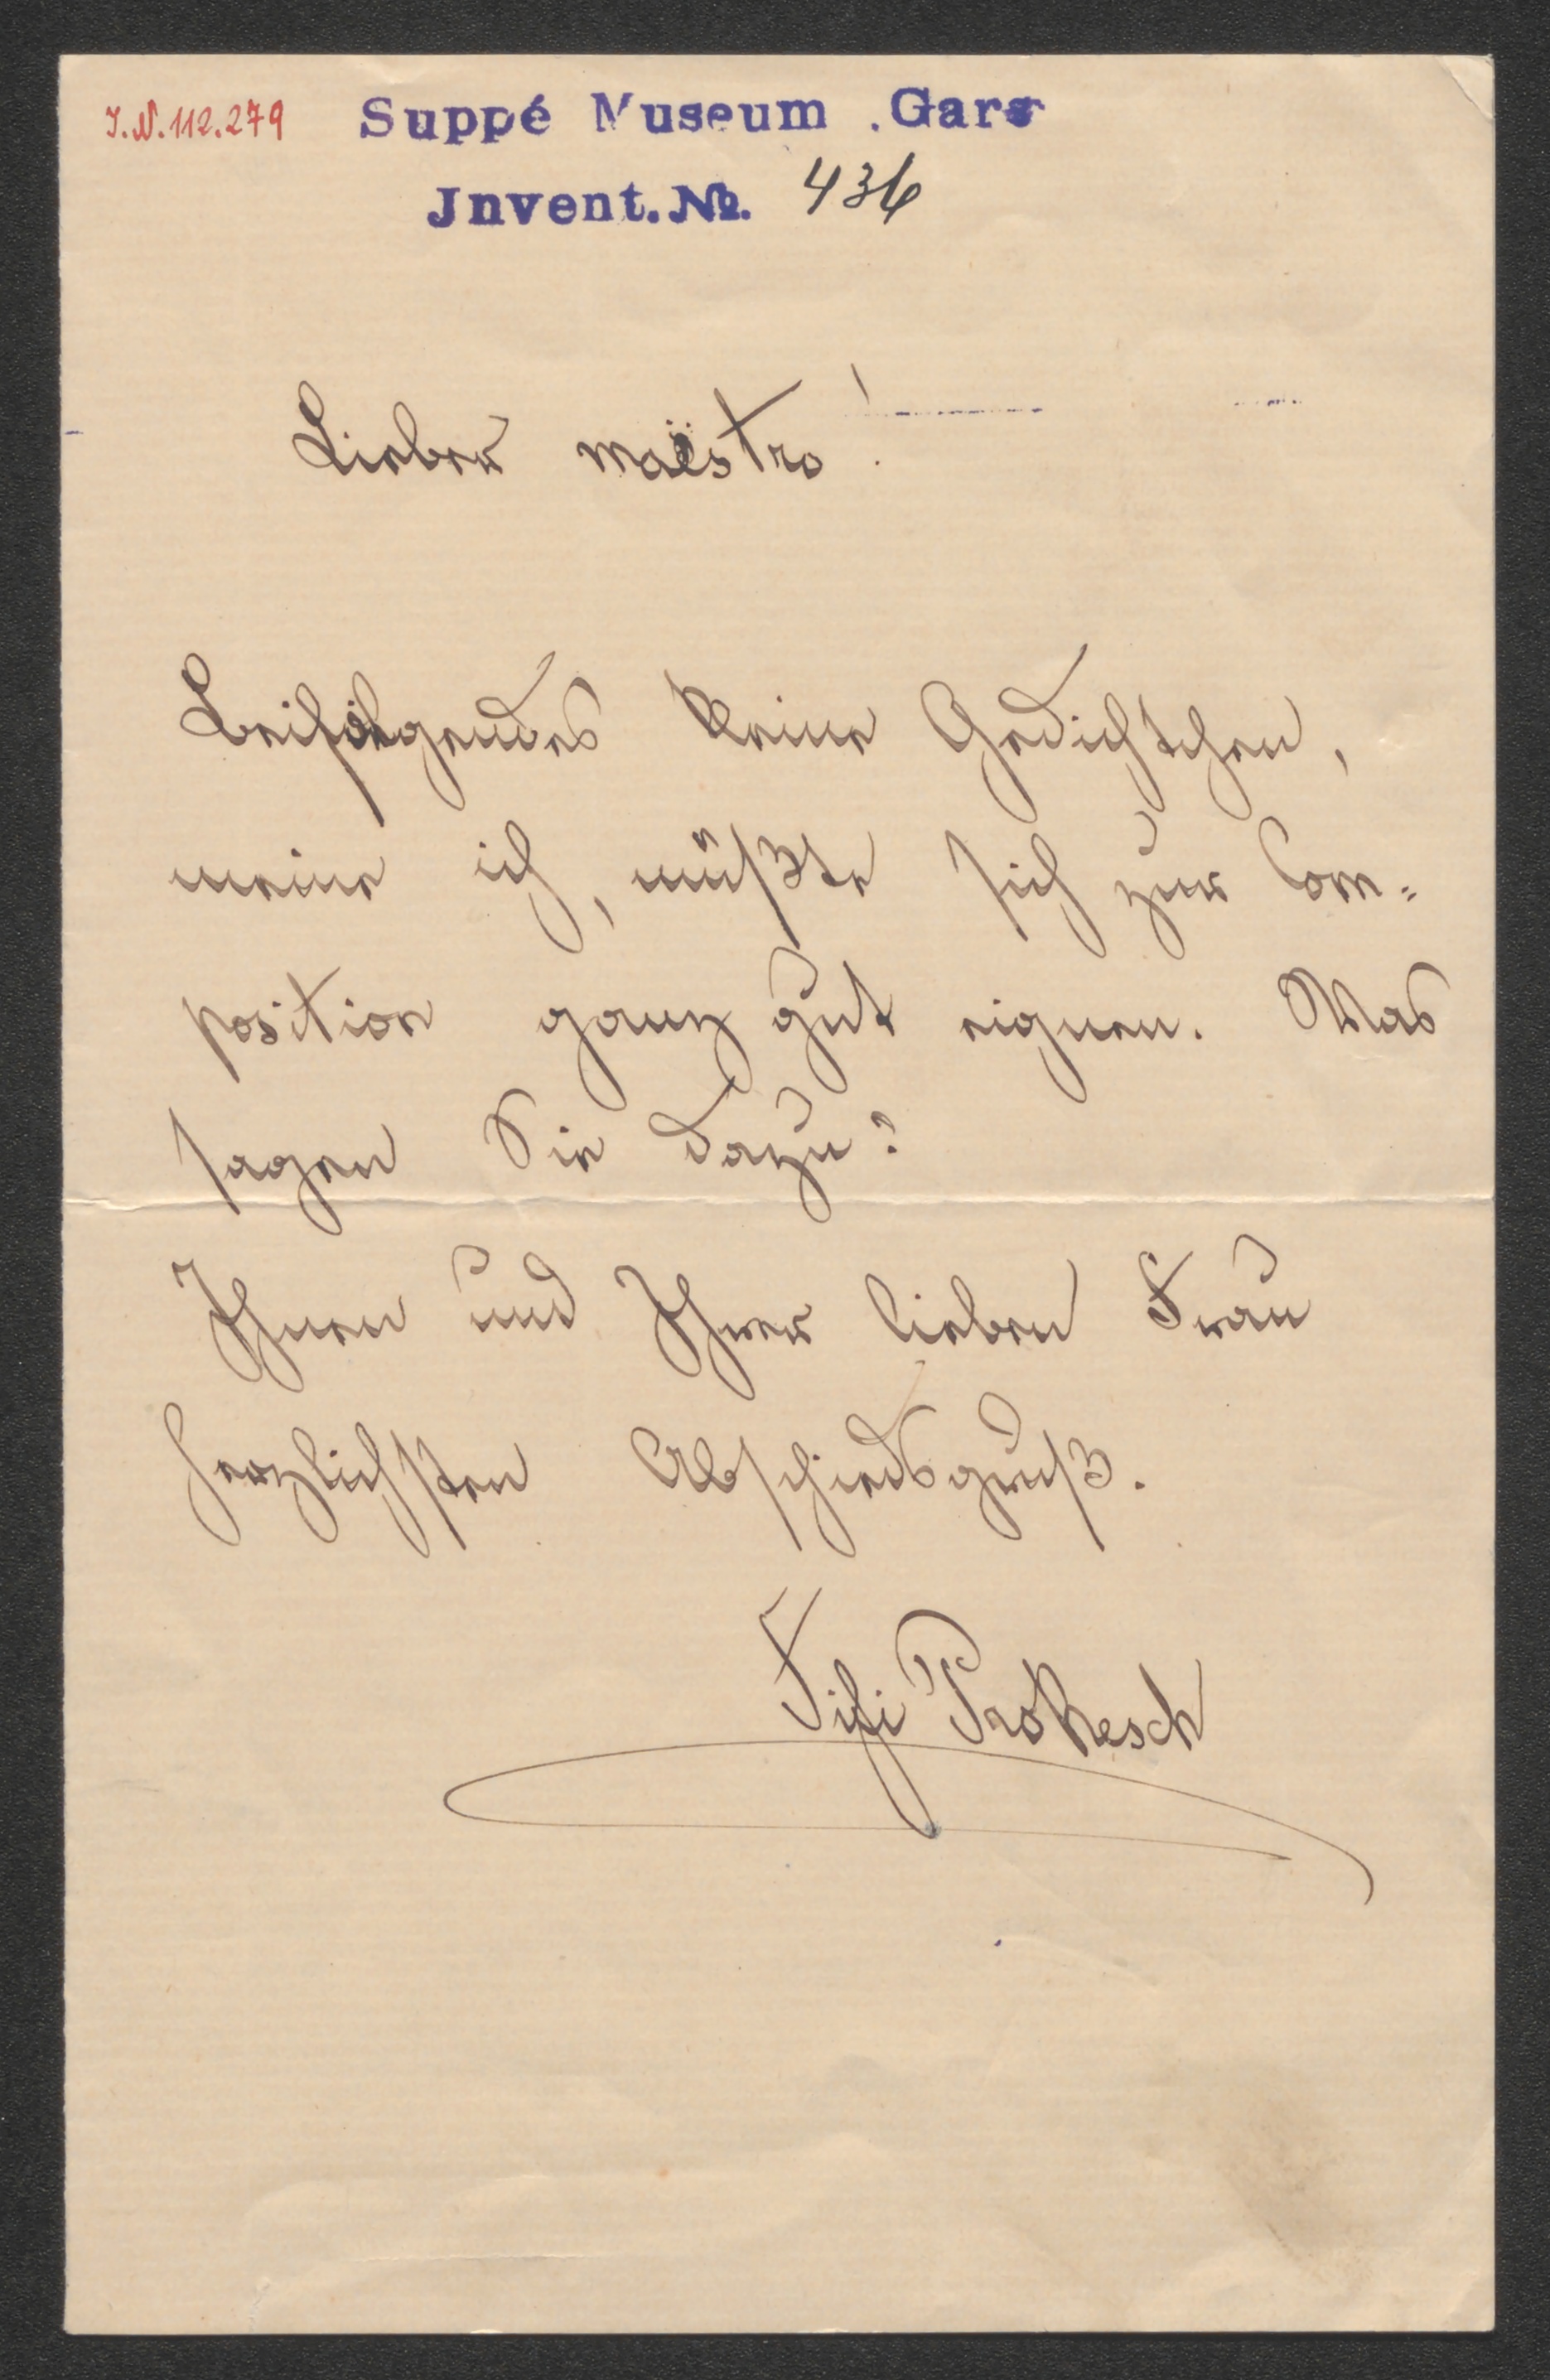 I.N. 112.279 Suppé Museum . Gars
Jnvent. No. 436
Lieber maëstro!
Beifolgendes kleine Gedichtchen,
meine ich, müßte sich zur Com=
position ganz gut eignen. Was
sagen Sie dazu?
Ihnen und Ihrer lieben Frau
herzlichsten Abschiedsgruß.
Fifi Prokesch